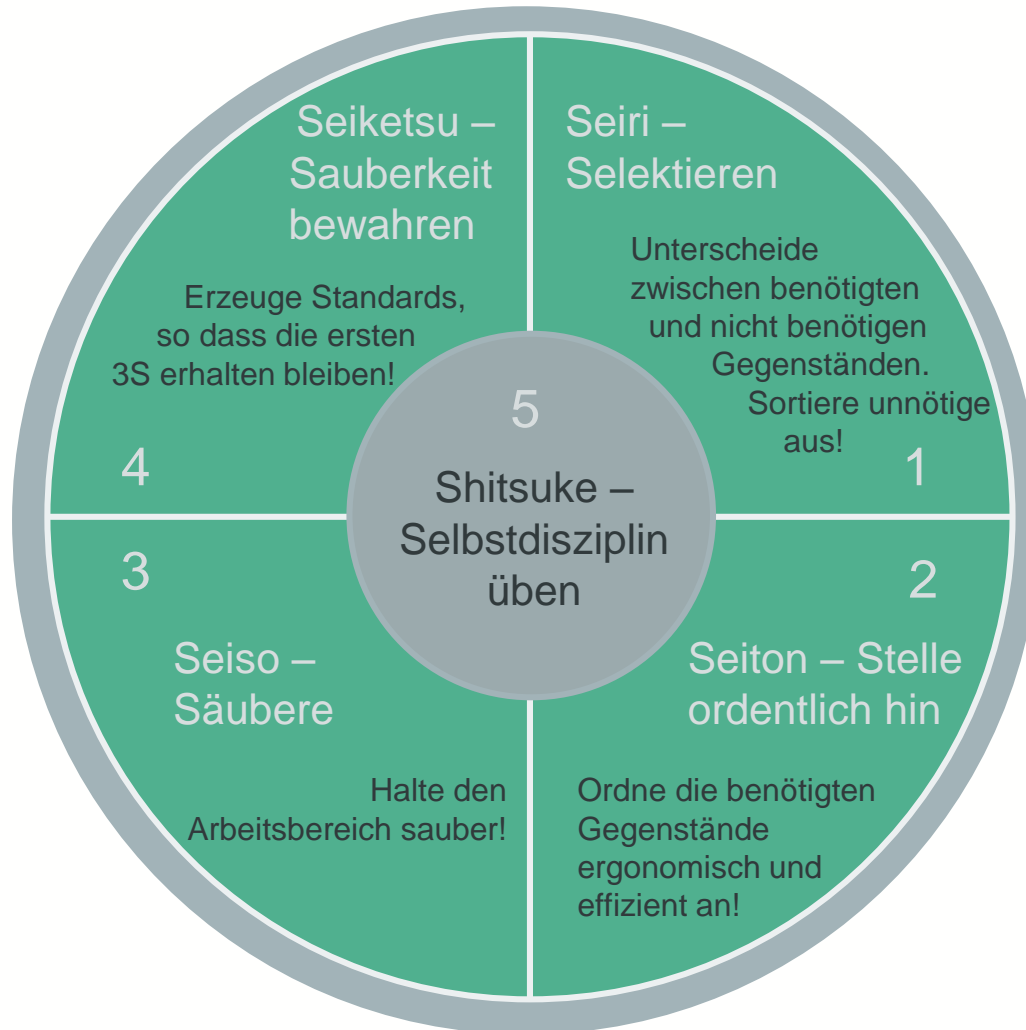 Seiri –
Selektieren
Unterscheide
zwischen benötigten
und nicht benötigen
Gegenständen.
Sortiere unnötige
aus!
1
2
Seiton – Stelle
ordentlich hin
Ordne die benötigten
Gegenstände
ergonomisch und
effizient an!
3
Seiso –
Säubere
Halte den
Arbeitsbereich sauber!
Seiketsu –
Sauberkeit
bewahren
Erzeuge Standards,
so dass die ersten
3S erhalten bleiben!
4
5
Shitsuke –
Selbstdisziplin
üben